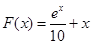 F(x) = e^x/10 + x